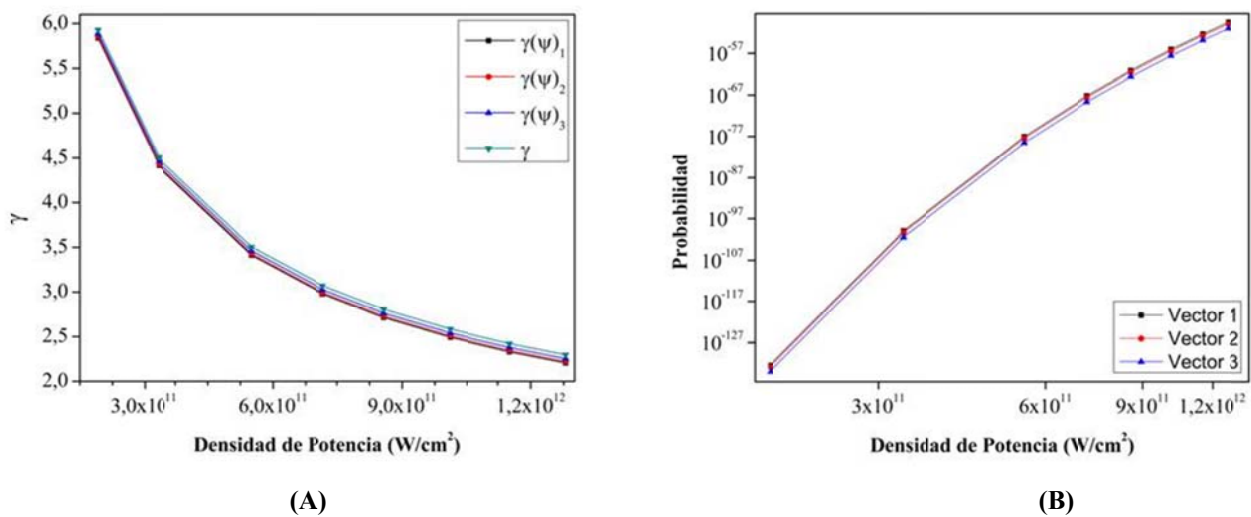 6,0
5,5
5,0
4,5
4,0
3,5
3,0
2,5
2,0
γ
3,0x10^11
6,0x10^11
9,0x10^11
1,2x10^12
Densidad de Potencia (W/cm²)
γ(ψ)₁
γ(ψ)₂
γ(ψ)₃
γ
(A)
10^-57
10^-67
10^-77
10^-87
10^-97
10^-107
10^-117
10^-127
Probabilidad
3x10^11
6x10^11
9x10^11
1,2x10^12
Densidad de Potencia (W/cm²)
Vector 1
Vector 2
Vector 3
(B)